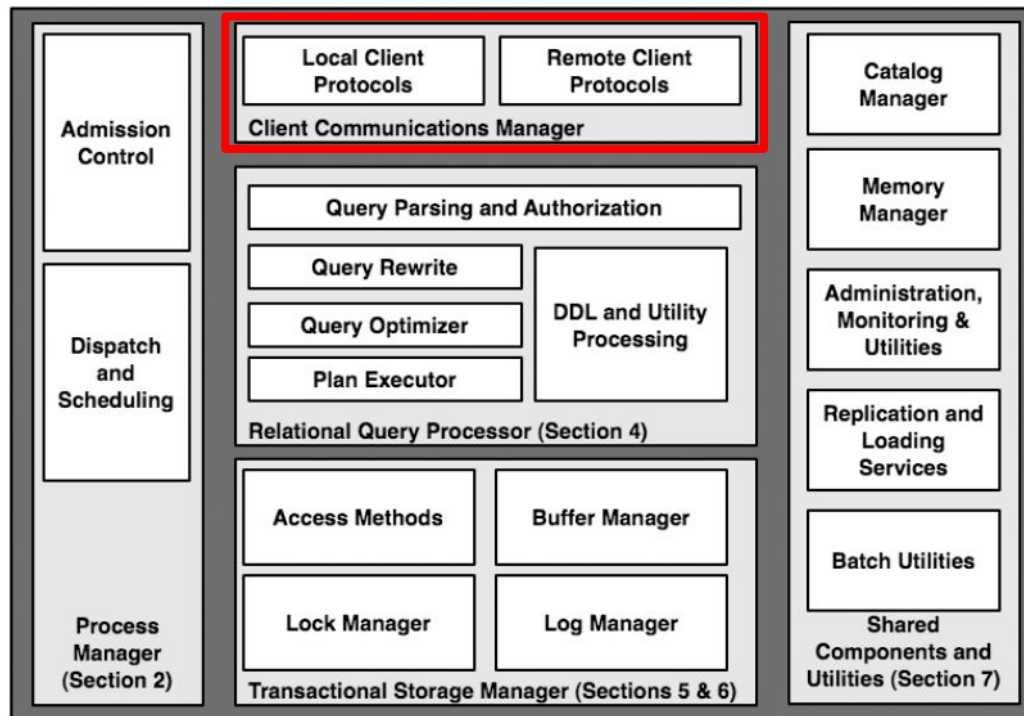 Admission
Control
Dispatch
and
Scheduling
Process
Manager
(Section 2)
Local Client
Protocols
Remote Client
Protocols
Client Communications Manager
Query Parsing and Authorization
Query Rewrite
Query Optimizer
Plan Executor
DDL and Utility
Processing
Relational Query Processor (Section 4)
Access Methods
Buffer Manager
Lock Manager
Log Manager
Transactional Storage Manager (Sections 5 & 6)
Catalog
Manager
Memory
Manager
Administration,
Monitoring &
Utilities
Replication and
Loading
Services
Batch Utilities
Shared
Components and
Utilities (Section 7)